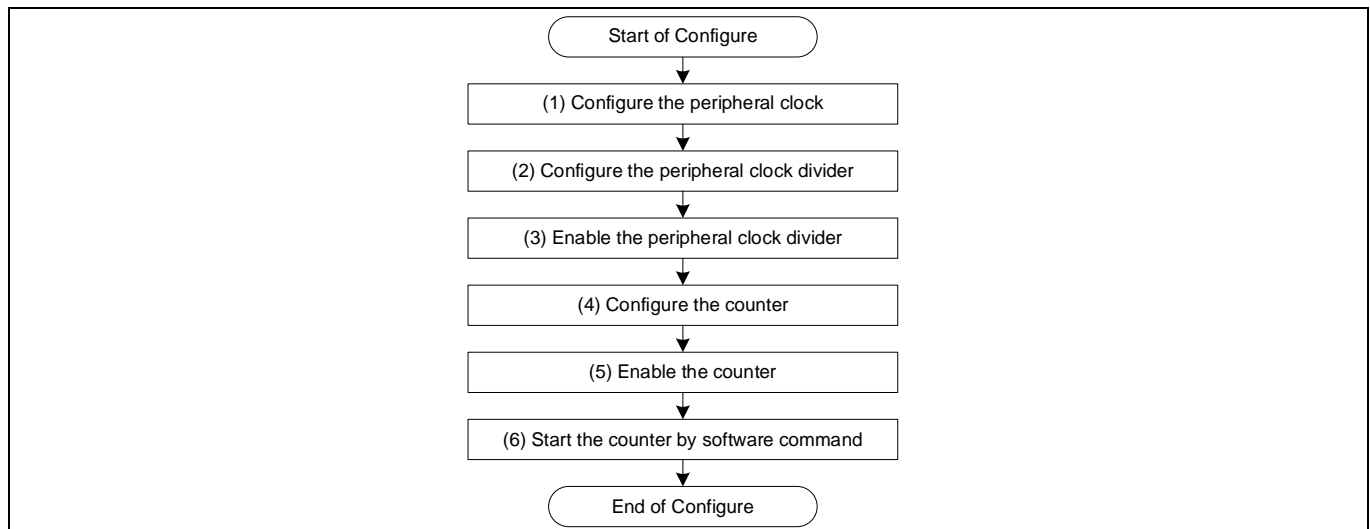 Start of Configure
(1) Configure the peripheral clock
(2) Configure the peripheral clock divider
(3) Enable the peripheral clock divider
(4) Configure the counter
(5) Enable the counter
(6) Start the counter by software command
End of Configure